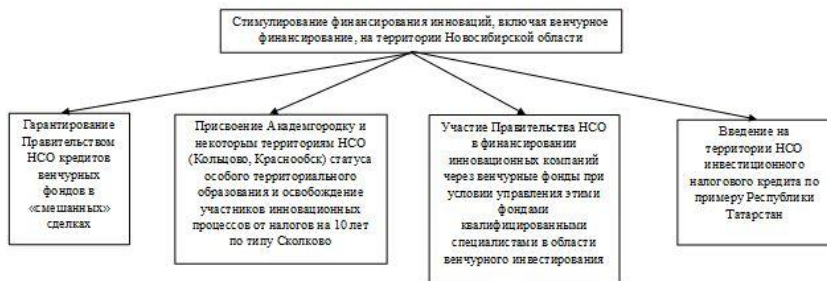 Стимулирование финансирования инноваций, включая венчурное
финансирование, на территории Новосибирской области
Гарантирование
Правительством
НСО кредитов
венчурных
фондов в
«смешанных»
сделках
Присвоение Академгородку и
некоторым территориям НСО
(Кольцово, Краснообск) статуса
особого территориального
образования и освобождение
участников инновационных
процессов от налогов на 10 лет
по типу Сколково
Участие Правительства НСО
в финансировании
инновационных компаний
через венчурные фонды при
условии управления этими
фондами
квалифицированными
специалистами в области
венчурного инвестирования
Введение на
территории НСО
инвестиционного
налогового кредита по
примеру Республики
Татарстан